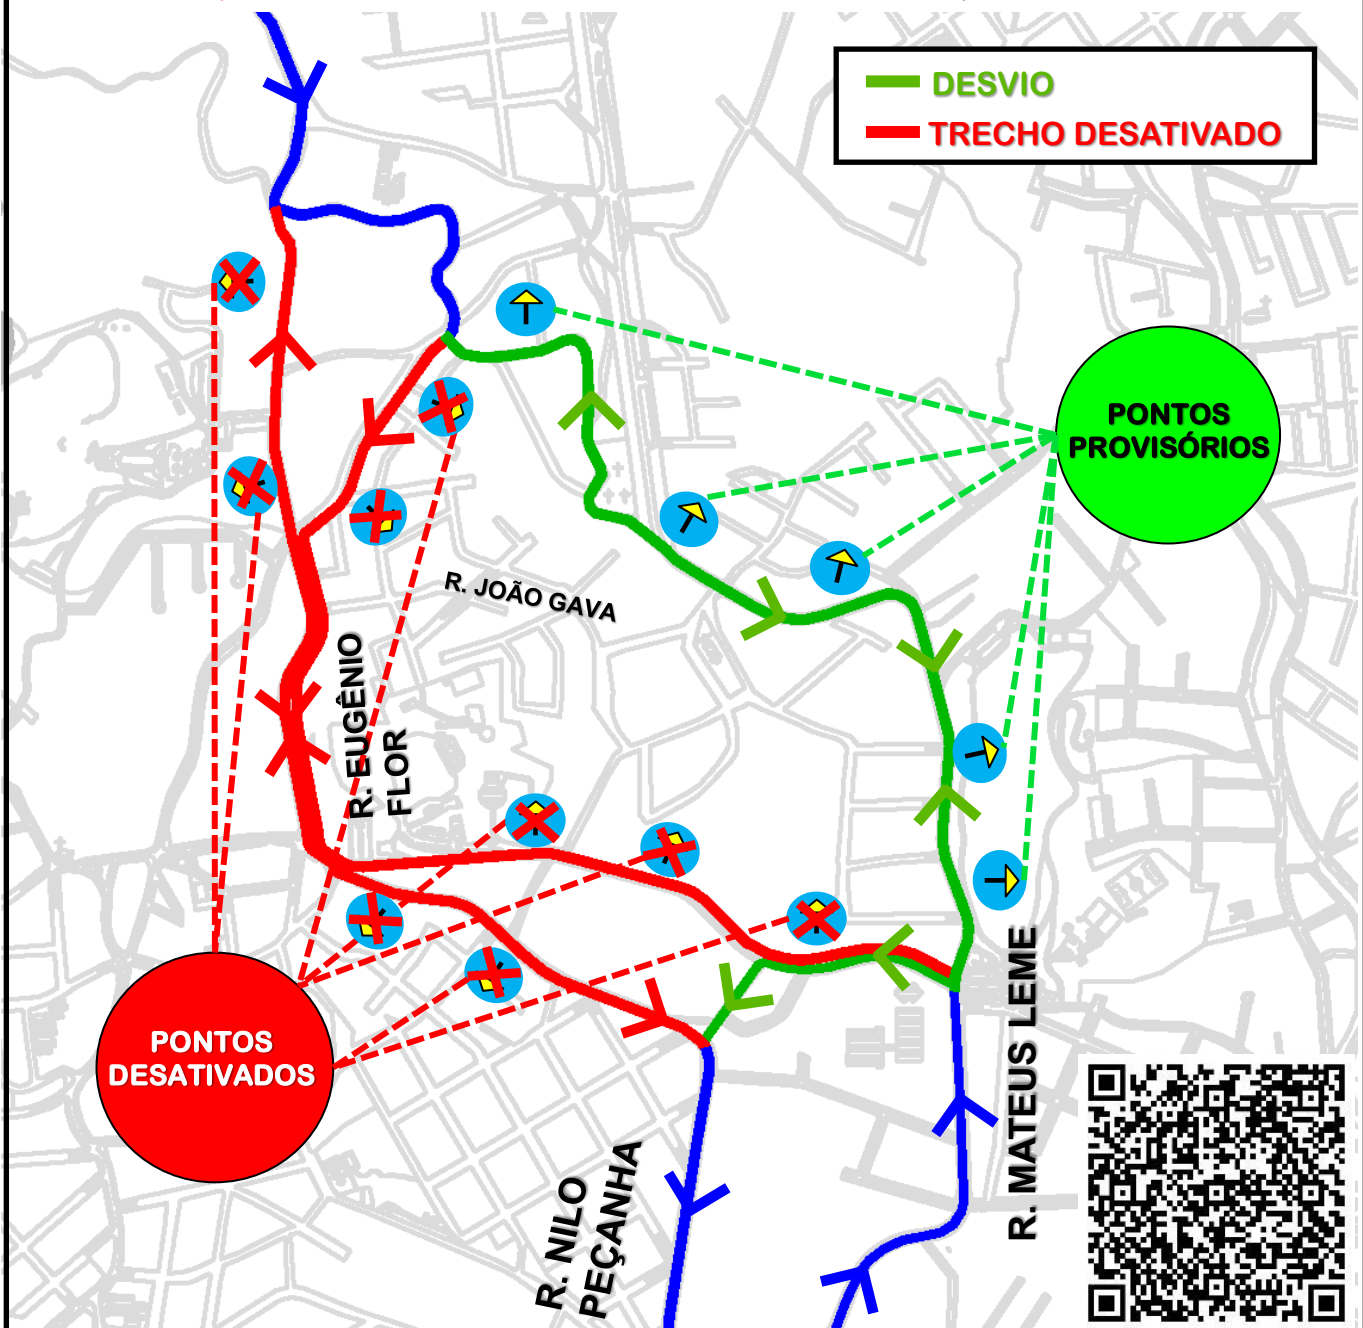 DESVIO
TRECHO DESATIVADO
PONTOS
PROVISÓRIOS
R. JOÃO GAVA
R. EUGÊNIO
FLOR
PONTOS
DESATIVADOS
R. MATEUS LEME
R. NILO
PEÇANHA